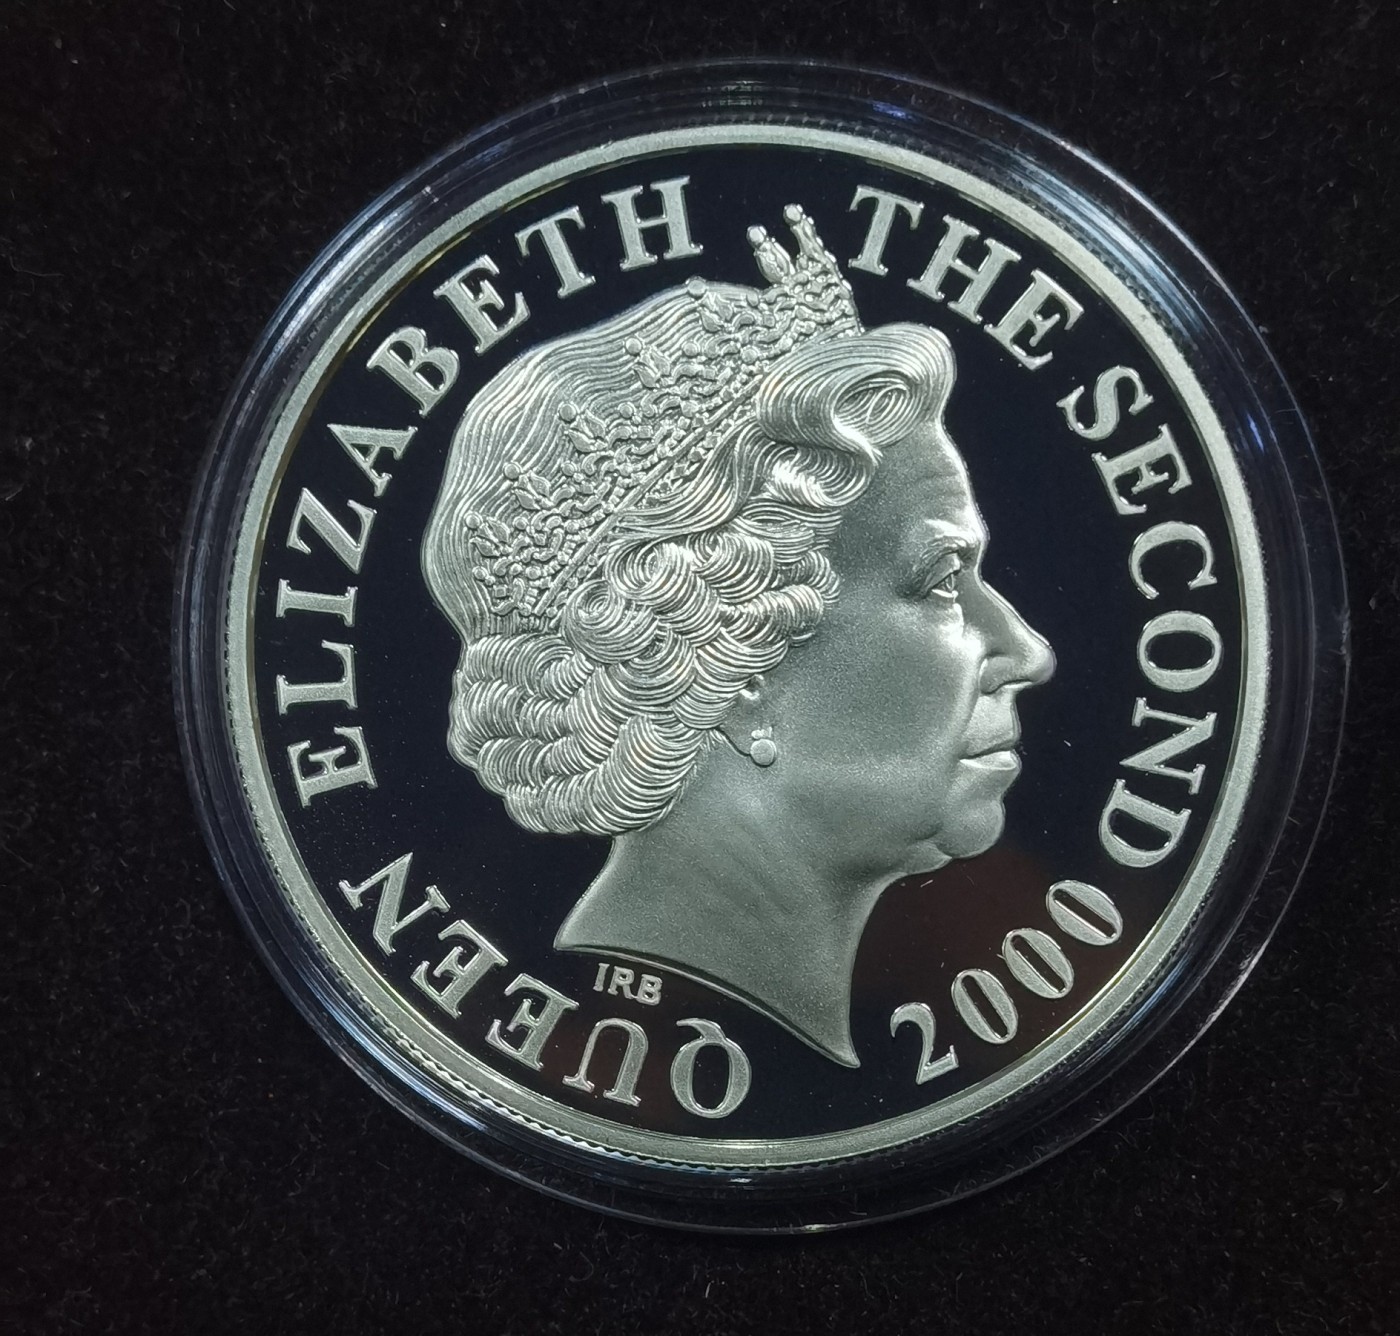 QUEEN ELIZABETH THE SECOND 2000
IRB